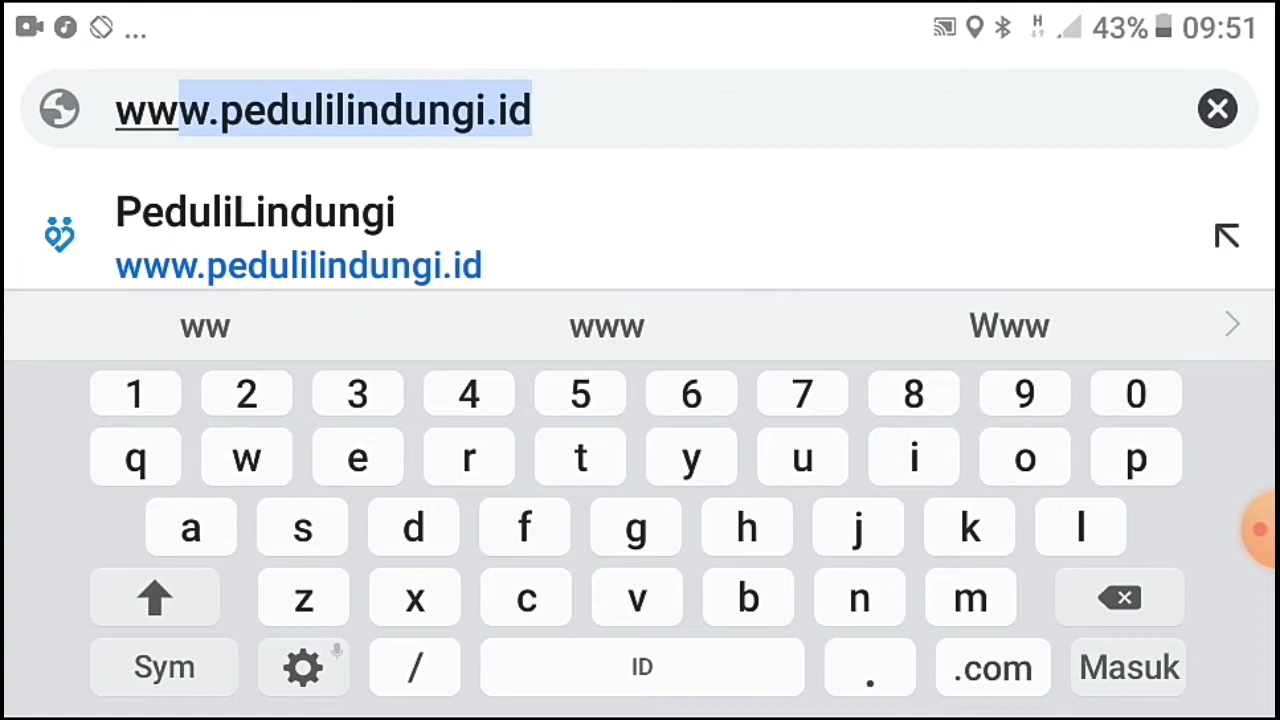 ... H 43% 09:51
www.pedulilindungi.id
PeduliLindungi
www.pedulilindungi.id
ww www Www
1 2 3 4 5 6 7 8 9 0
q w e r t y u i o p
a s d f g h j k l
z x c v b n m
Sym / ID . .com Masuk